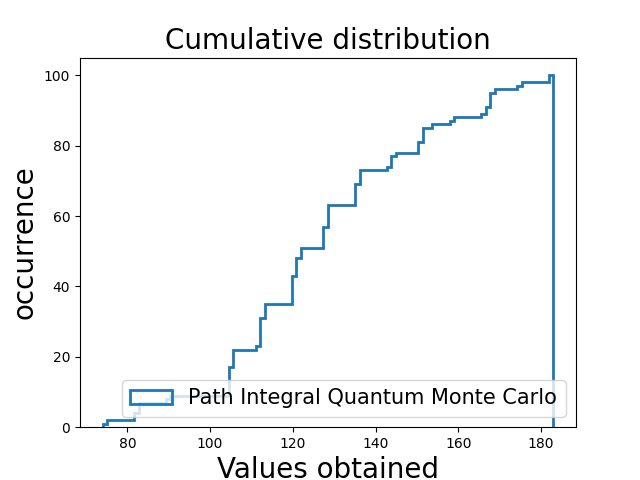 Cumulative distribution
occurrence
100
80
60
40
20
0
Path Integral Quantum Monte Carlo
80 100 120 140 160 180
Values obtained